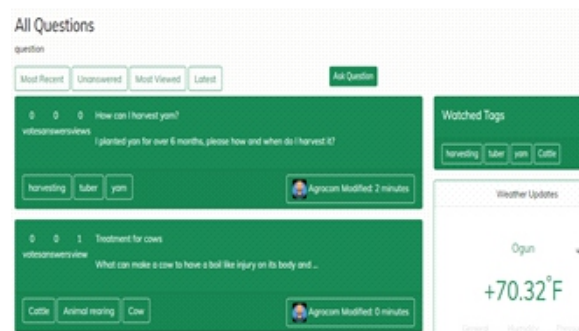 All Questions
question
Most Recent
Unanswered
Most Viewed
Latest
Ask Question
0 0 0 How can I harvest yam?
votesanswersviews
I planted yan for over 6 months, please how and when do I harvest it?
harvesting
tuber
yam
Agrocom Modified: 2 minutes
0 0 1 Treatment for cows
votesanswersview
What can make a cow to have a boil like injury on its body and ...
Cattle
Animal rearing
Cow
Agrocom Modified: 0 minutes
Watched Tags
harvesting
tuber
yam
Cattle
Weather Updates
Ogun
+70.32°F